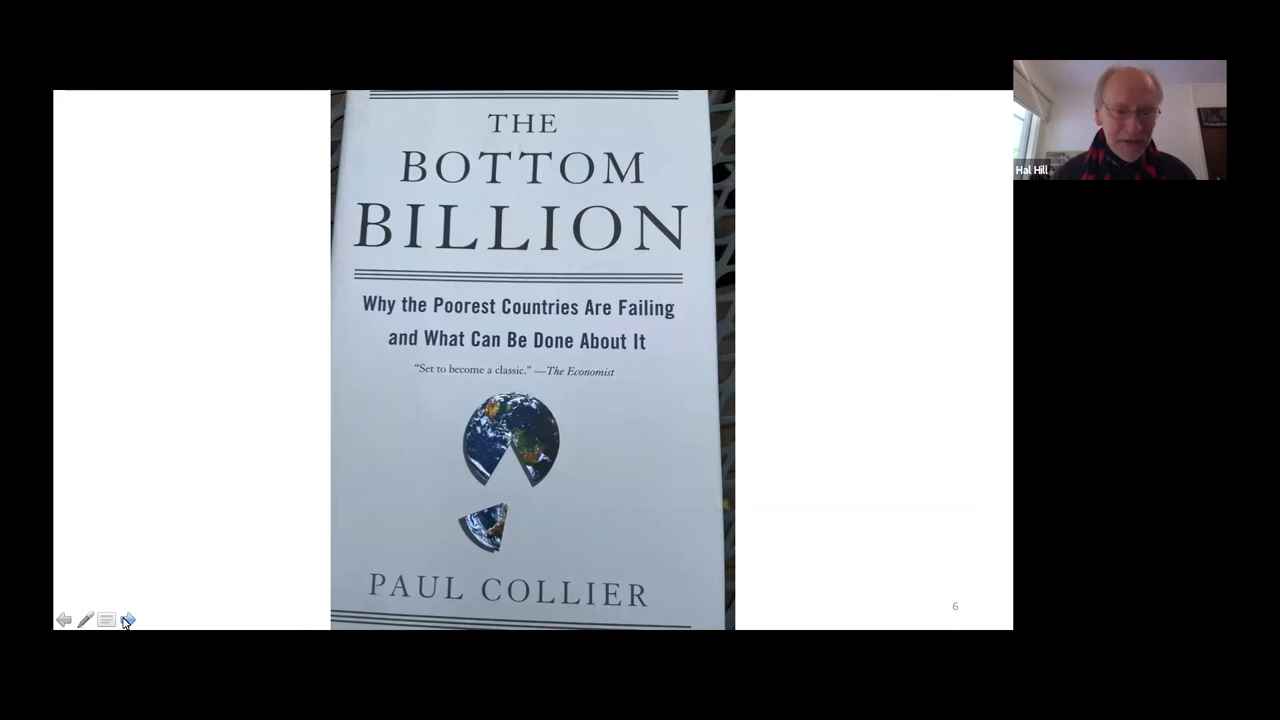 THE
BOTTOM
BILLION
Why the Poorest Countries Are Failing
and What Can Be Done About It
“Set to become a classic.” —The Economist
PAUL COLLIER
6
Hal Hill